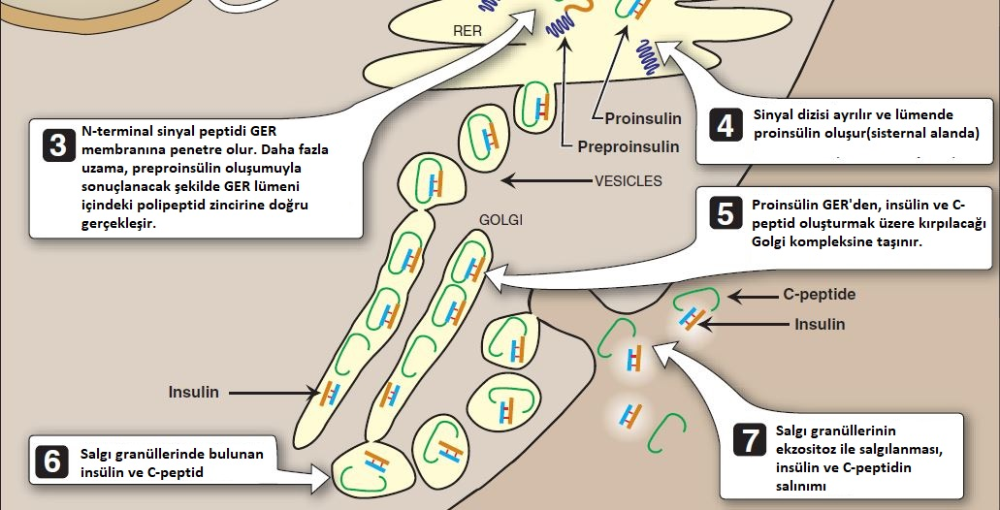 RER
3
N-terminal sinyal peptidi GER
membranına penetre olur. Daha fazla
uzama, preproinsülin oluşumuyla
sonuçlanacak şekilde GER lümeni
içindeki polipeptid zincirine doğru
gerçekleşir.
Proinsulin
Preproinsulin
4
Sinyal dizisi ayrılır ve lümende
proinsülin oluşur(sisternal alanda)
VESICLES
GOLGI
5
Proinsülin GER'den, insülin ve C-
peptid oluşturmak üzere kırpılacağı
Golgi kompleksine taşınır.
C-peptide
Insulin
Insulin
6
Salgı granüllerinde bulunan
insülin ve C-peptid
7
Salgı granüllerinin
ekzositoz ile salgılanması,
insülin ve C-peptidin
salınımı